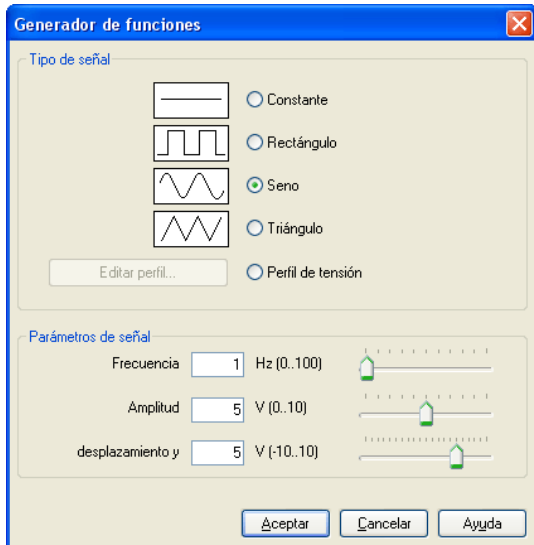 Generador de funciones
Tipo de señal
Constante
Rectángulo
Seno
Triángulo
Editar perfil... Perfil de tensión
Parámetros de señal
Frecuencia 1 Hz (0..100)
Amplitud 5 V (0..10)
desplazamiento y 5 V (-10..10)
Aceptar Cancelar Ayuda